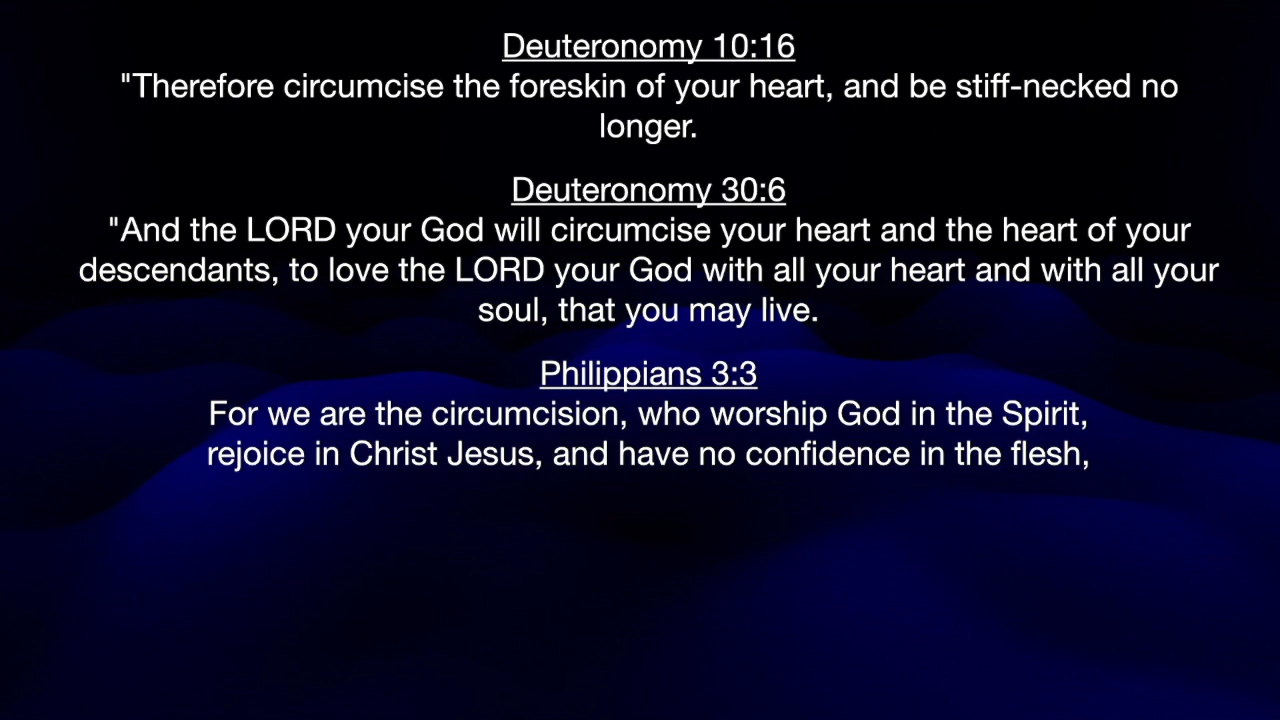 Deuteronomy 10:16
"Therefore circumcise the foreskin of your heart, and be stiff-necked no
longer.
Deuteronomy 30:6
"And the LORD your God will circumcise your heart and the heart of your
descendants, to love the LORD your God with all your heart and with all your
soul, that you may live.
Philippians 3:3
For we are the circumcision, who worship God in the Spirit,
rejoice in Christ Jesus, and have no confidence in the flesh,